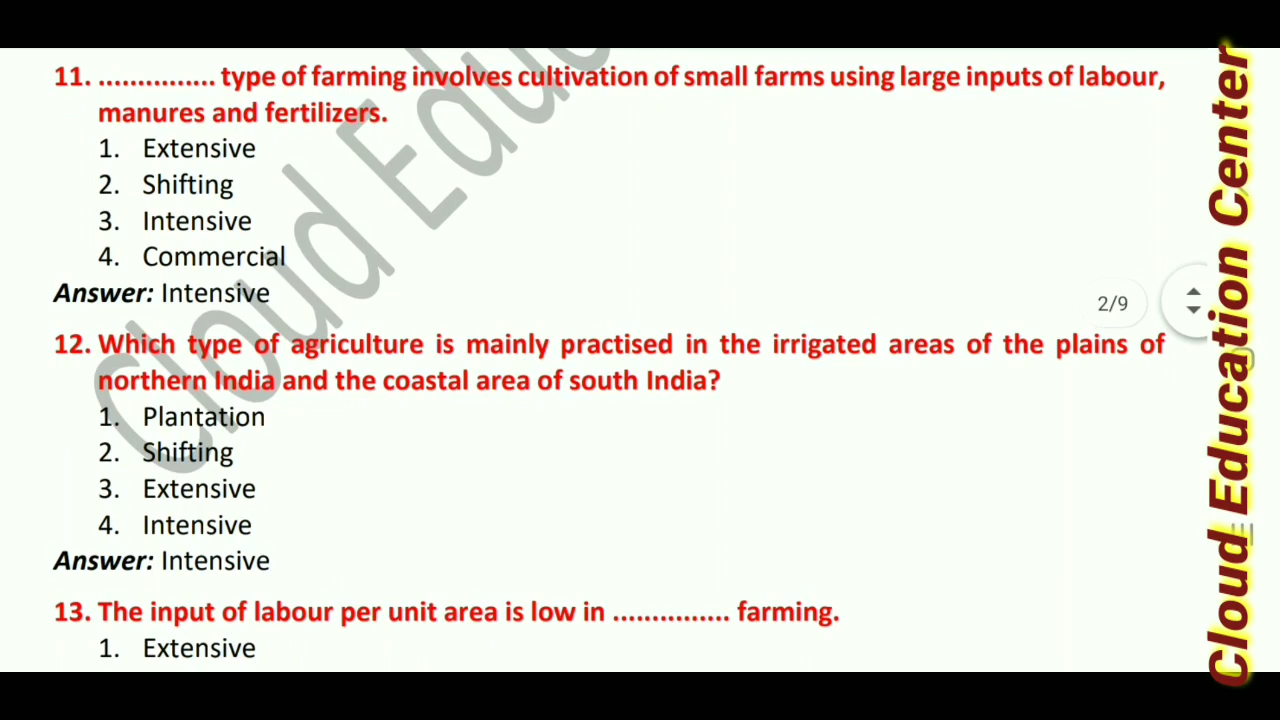 11. ............... type of farming involves cultivation of small farms using large inputs of labour,
manures and fertilizers.
1. Extensive
2. Shifting
3. Intensive
4. Commercial
Answer: Intensive
2/9
12. Which type of agriculture is mainly practised in the irrigated areas of the plains of
northern India and the coastal area of south India?
1. Plantation
2. Shifting
3. Extensive
4. Intensive
Answer: Intensive
13. The input of labour per unit area is low in ............... farming.
1. Extensive
Cloud Education Center
Cloud Educ